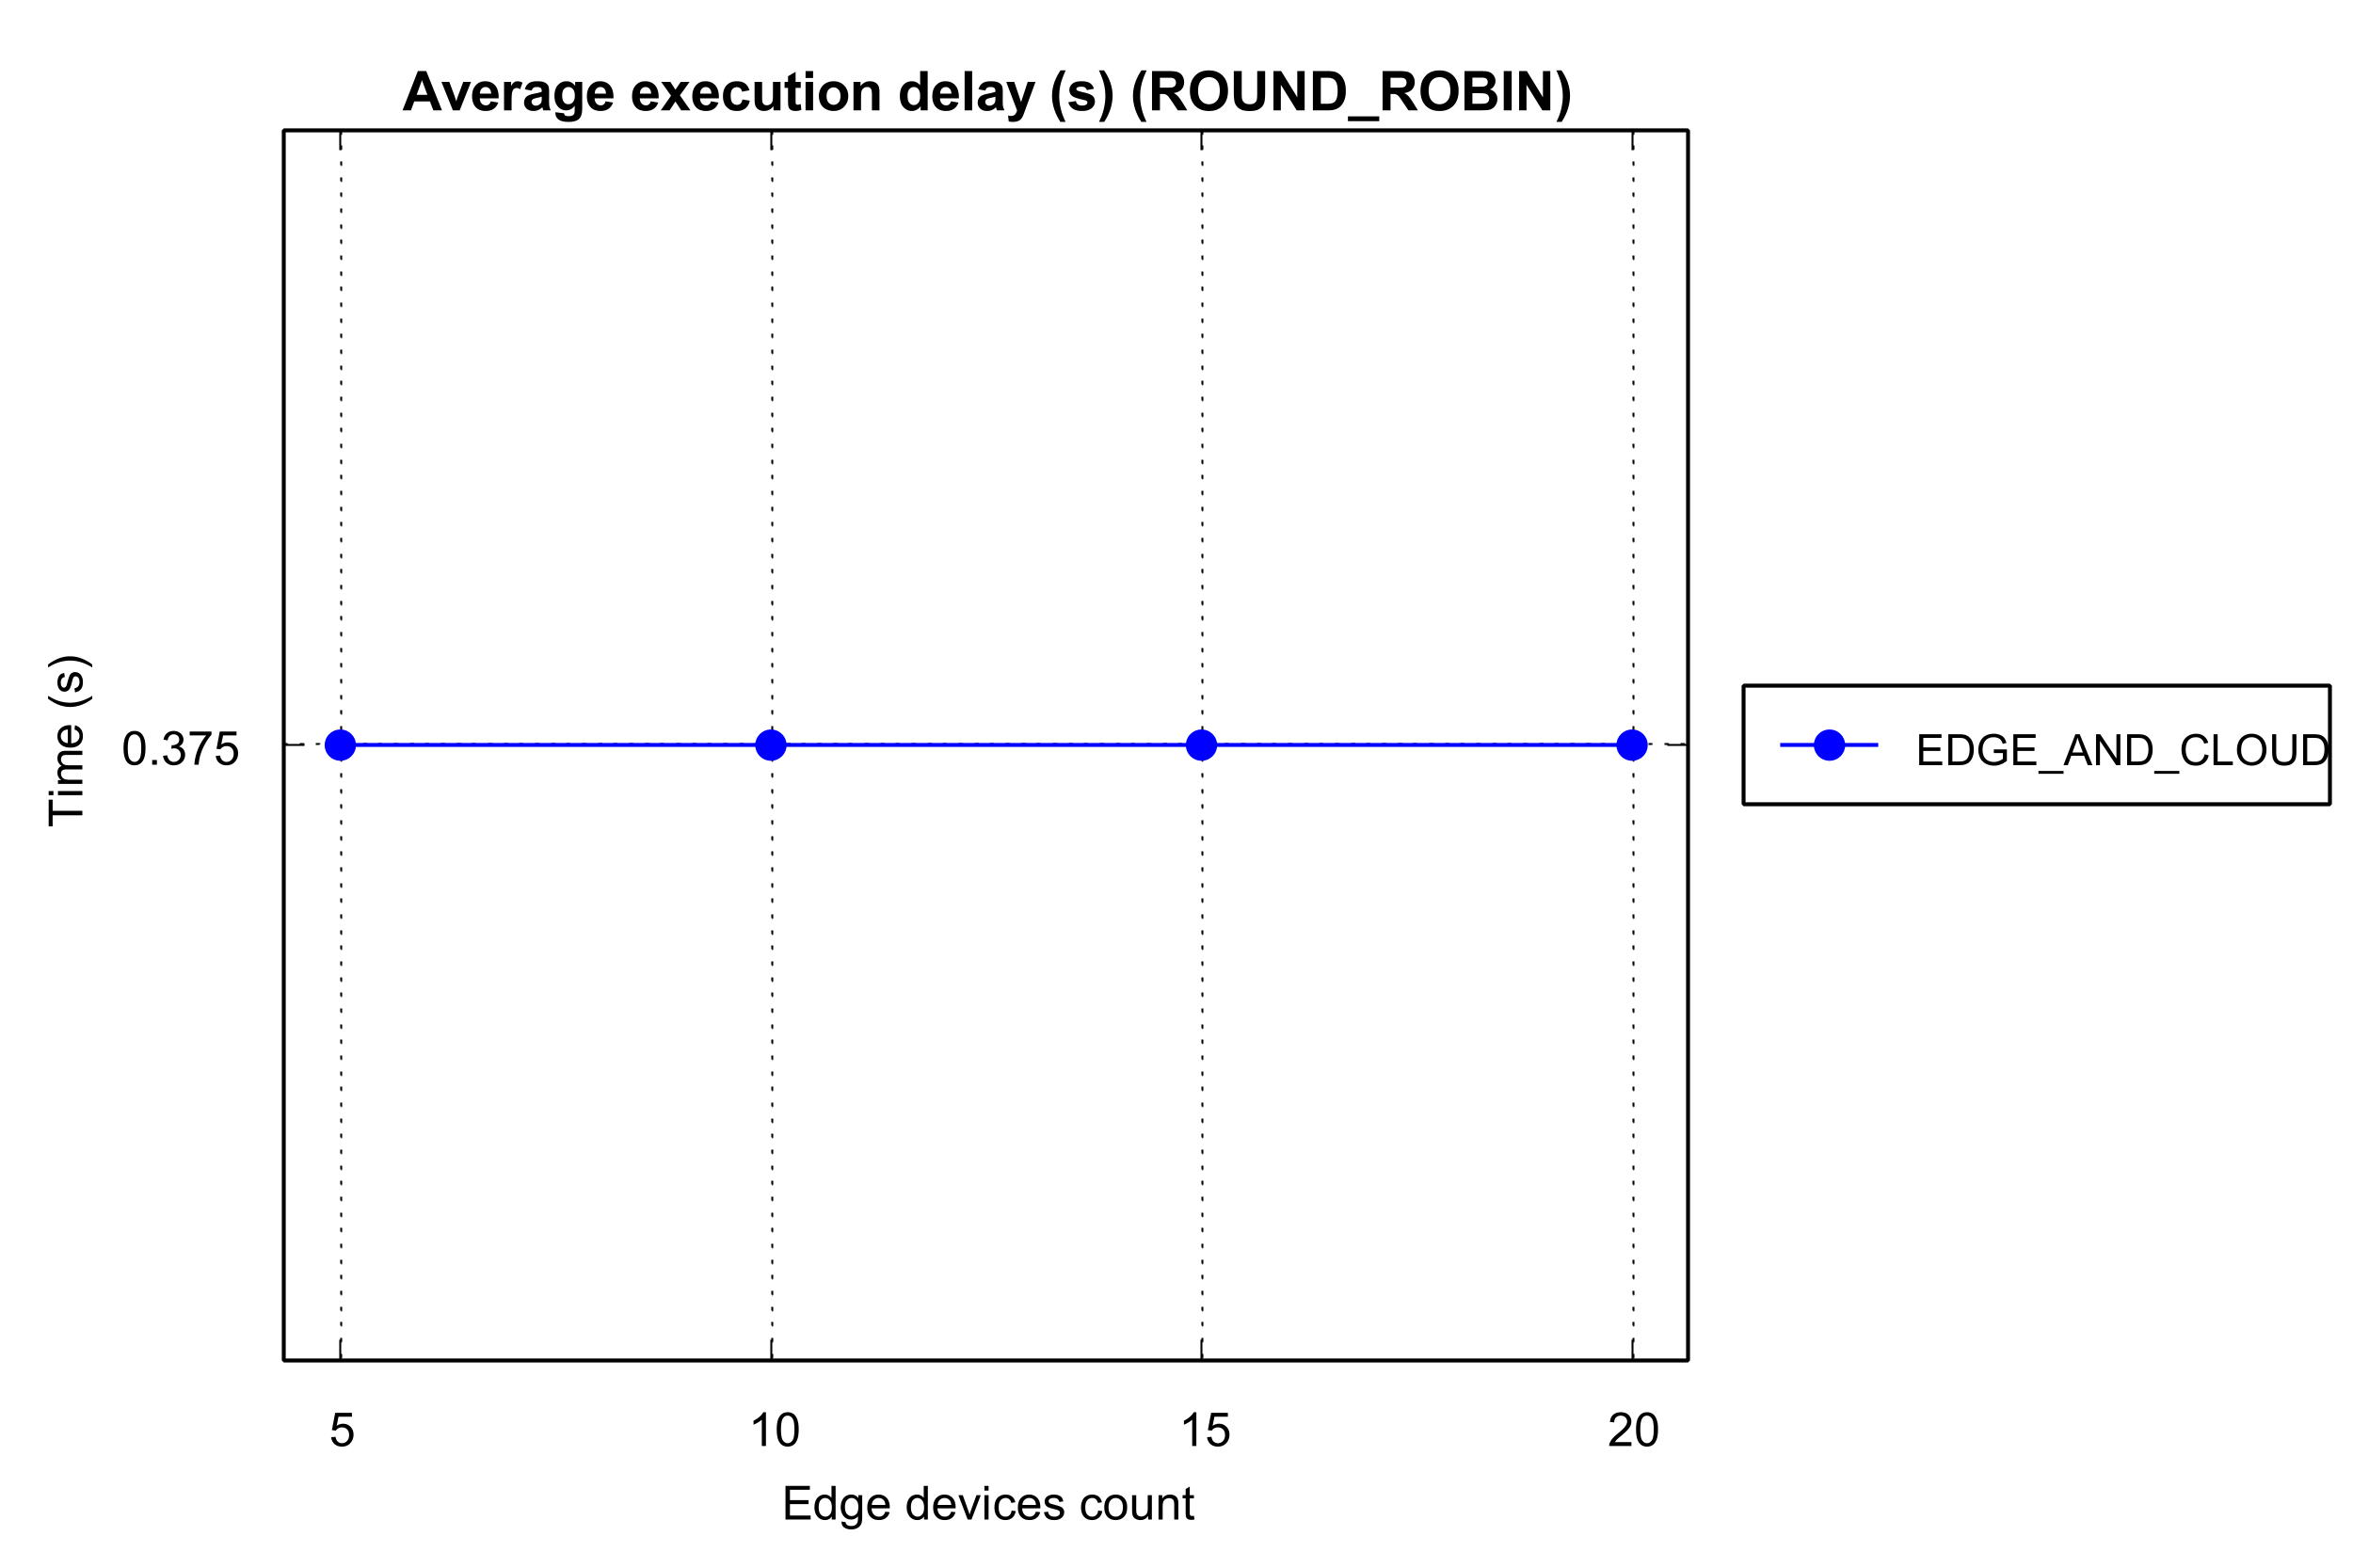 Average execution delay (s) (ROUND_ROBIN)
Time (s)
0.375
EDGE_AND_CLOUD
5 10 15 20
Edge devices count